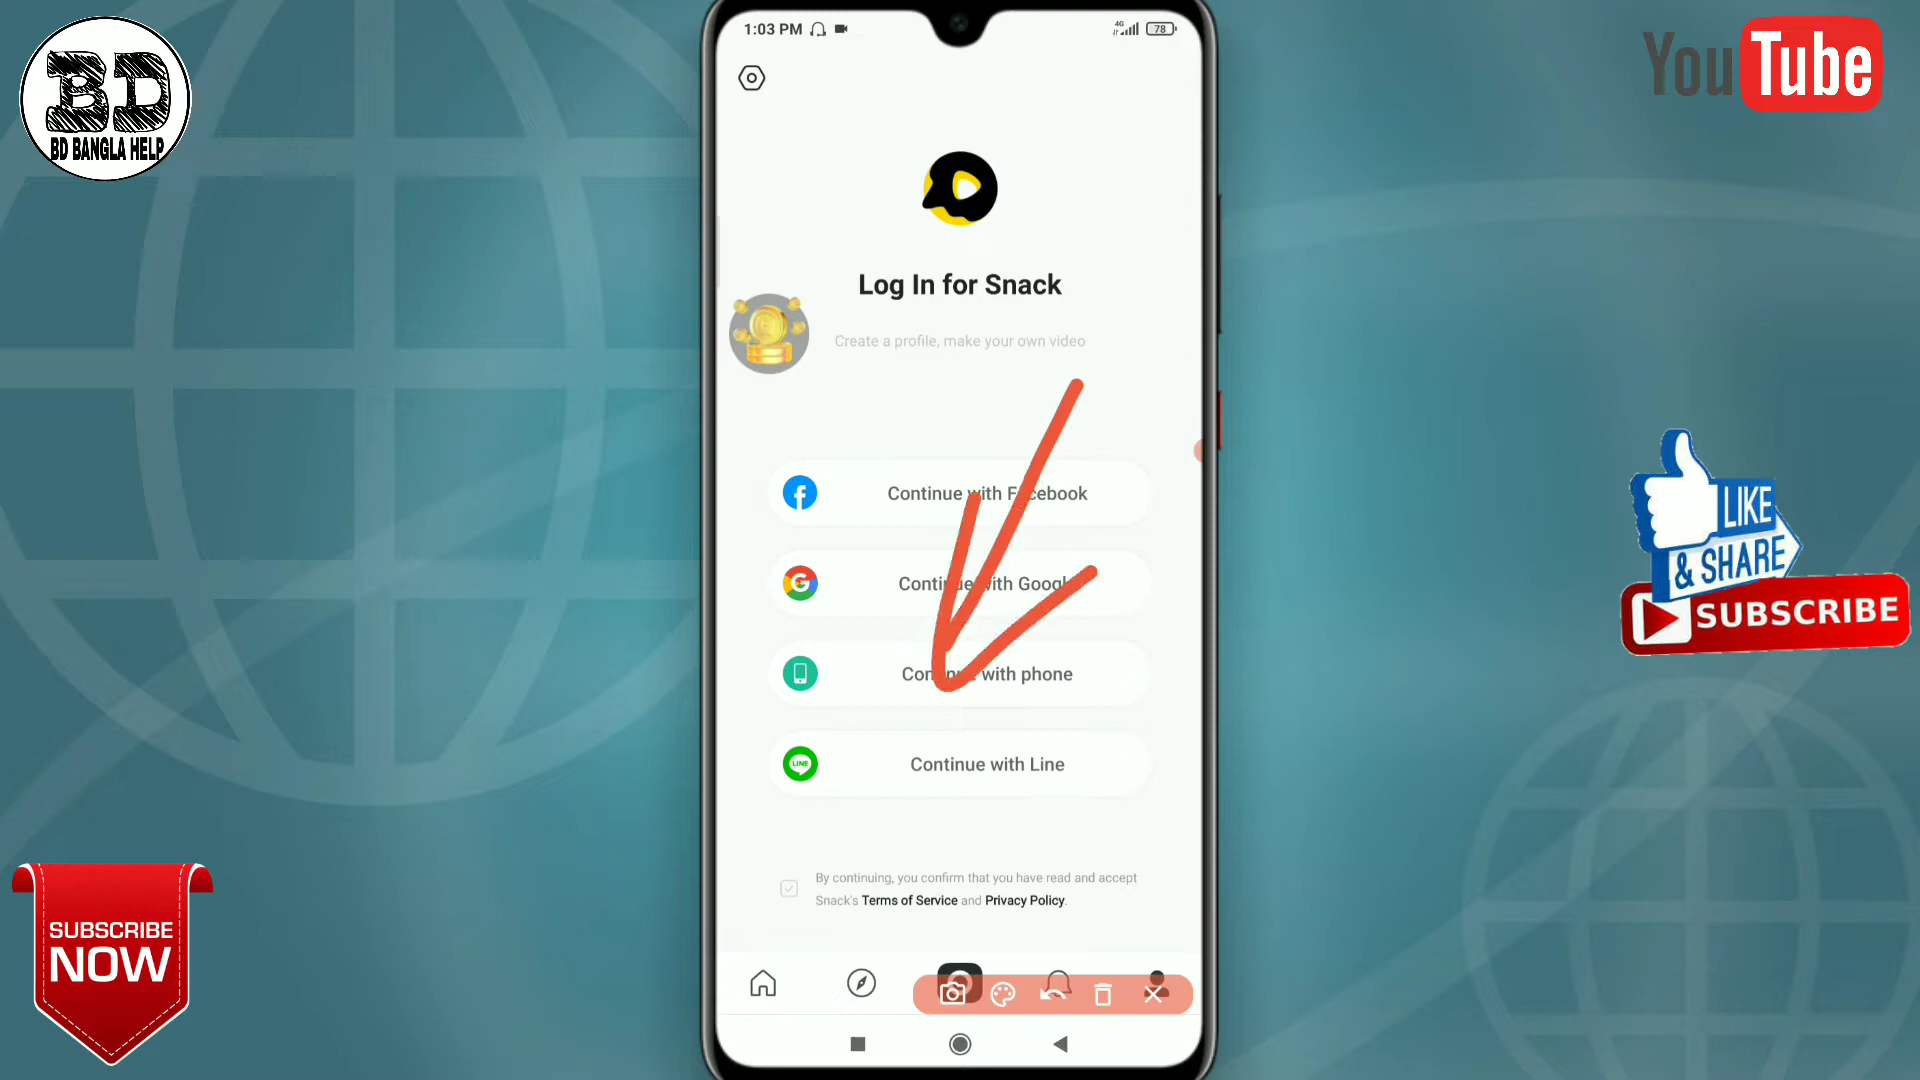 BD
BD BANGLA HELP
YouTube
1:03 PM
4G
78
Log In for Snack
Create a profile, make your own video
Continue with Facebook
Continue with Google
Continue with phone
LINE
Continue with Line
By continuing, you confirm that you have read and accept
Snack's Terms of Service and Privacy Policy.
LIKE
& SHARE
SUBSCRIBE
SUBSCRIBE
NOW